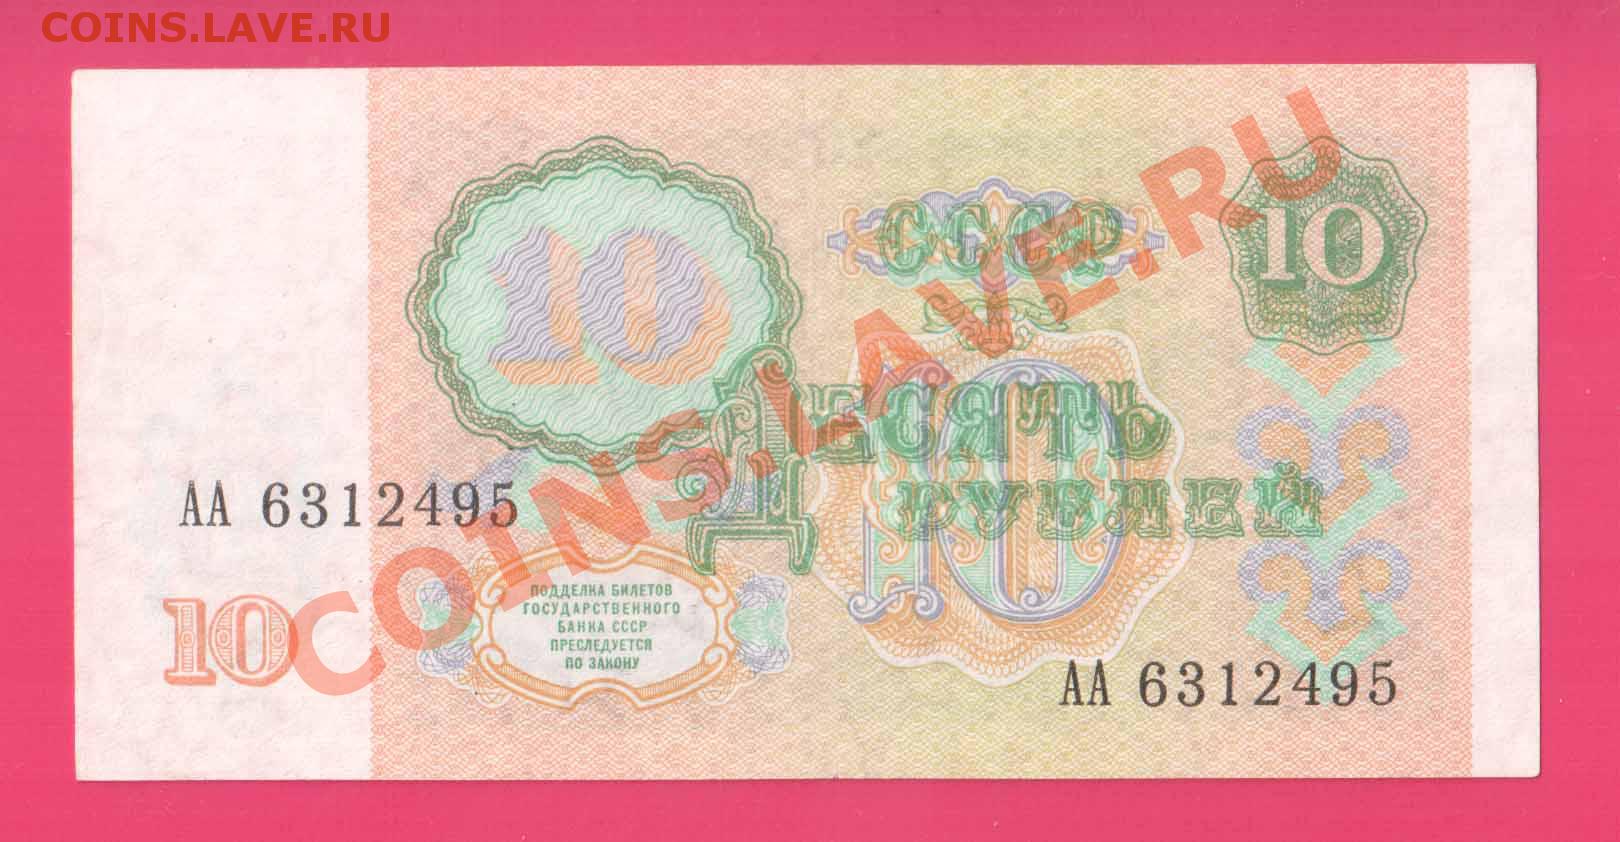 COINS.LAVE.RU
10
СССР
10
ДЕСЯТЬ
РУБЛЕЙ
10
АА 6312495
ПОДДЕЛКА БИЛЕТОВ
ГОСУДАРСТВЕННОГО
БАНКА СССР
ПРЕСЛЕДУЕТСЯ
ПО ЗАКОНУ
10
АА 6312495
COINS.LAVE.RU